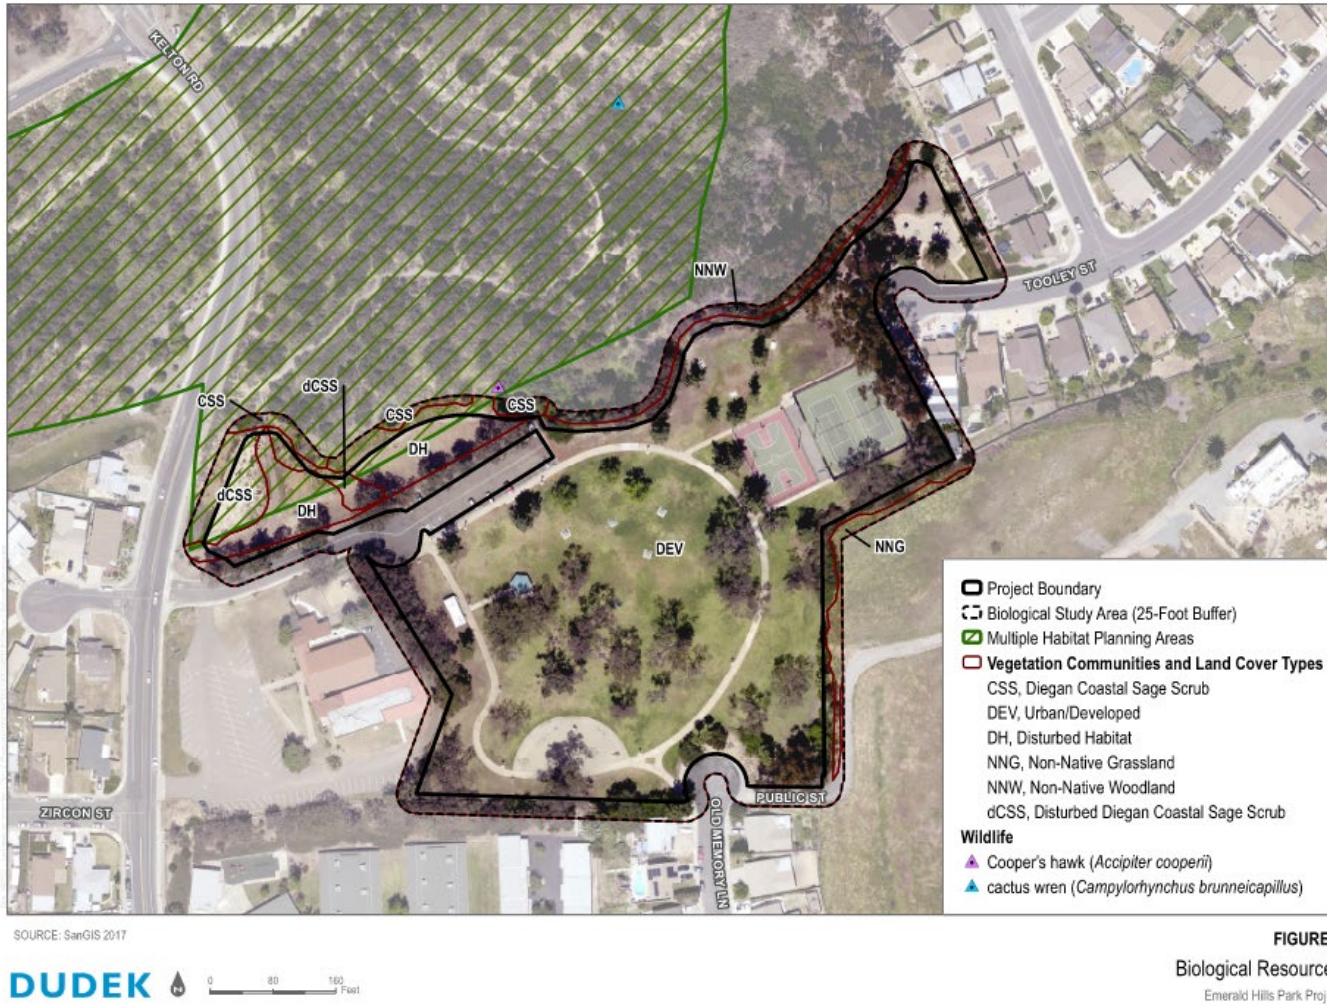 KELTON RD
NNW
TOOLEY ST
dCSS
CSS
CSS
CSS
DH
dCSS
DH
DEV
NNG
ZIRCON ST
PUBLIC ST
OLD MEMORY LN
Project Boundary
Biological Study Area (25-Foot Buffer)
Multiple Habitat Planning Areas
Vegetation Communities and Land Cover Types
CSS, Diegan Coastal Sage Scrub
DEV, Urban/Developed
DH, Disturbed Habitat
NNG, Non-Native Grassland
NNW, Non-Native Woodland
dCSS, Disturbed Diegan Coastal Sage Scrub
Wildlife
Cooper's hawk (Accipiter cooperii)
cactus wren (Campylorhynchus brunneicapillus)
SOURCE: SanGIS 2017
FIGURE
Biological Resource
Emerald Hills Park Proj
DUDEK
N
0 80 160
Feet